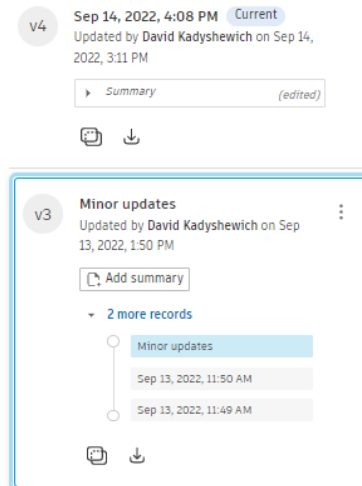 v4
Sep 14, 2022, 4:08 PM Current
Updated by David Kadyshewich on Sep 14,
2022, 3:11 PM
Summary
(edited)
v3
Minor updates
Updated by David Kadyshewich on Sep
13, 2022, 1:50 PM
Add summary
2 more records
Minor updates
Sep 13, 2022, 11:50 AM
Sep 13, 2022, 11:49 AM